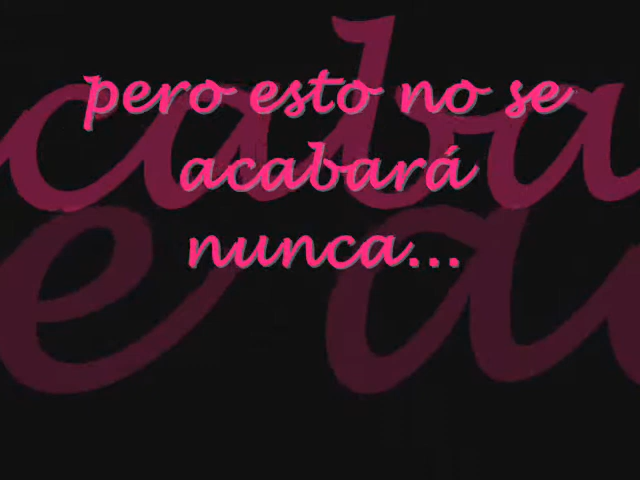 pero esto no se
acabará
nunca...